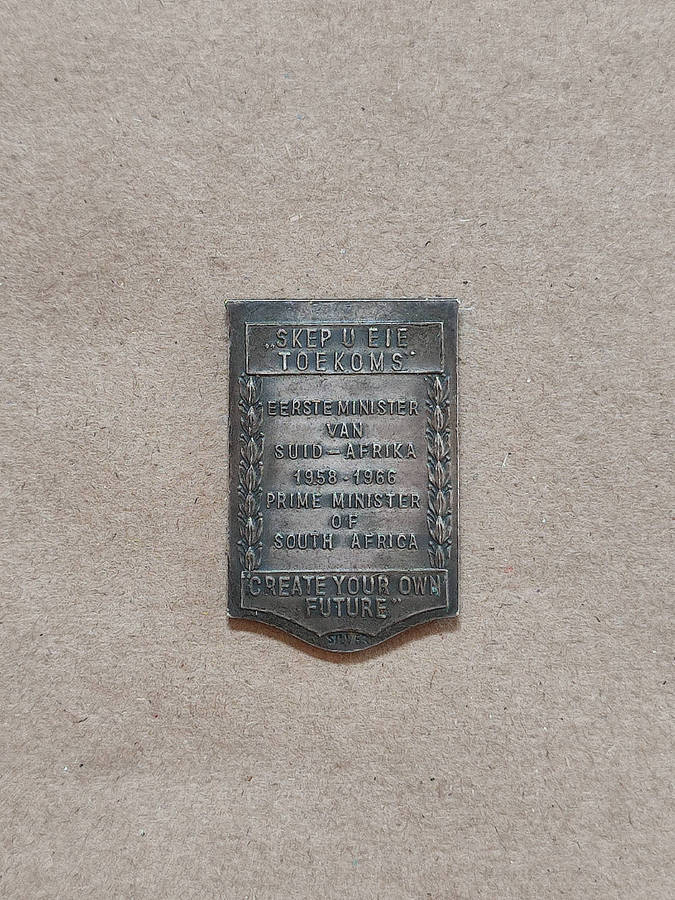 „SKEP U EIE
TOEKOMS"
EERSTE MINISTER
VAN
SUID-AFRIKA
1958-1966
PRIME MINISTER
OF
SOUTH AFRICA
"CREATE YOUR OWN
FUTURE"
SILVER